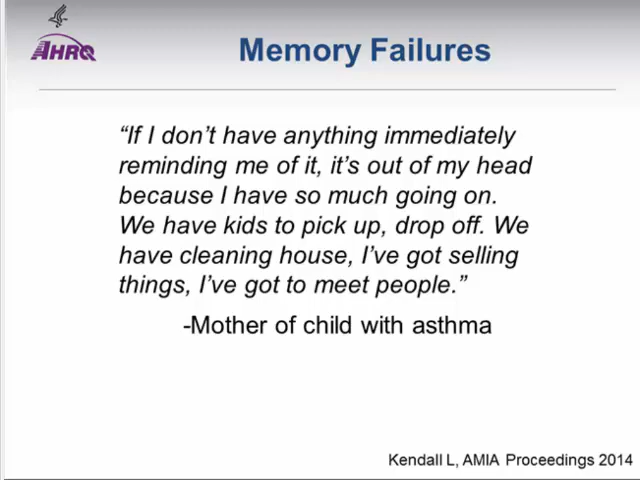 AHRQ
Memory Failures
“If I don’t have anything immediately
reminding me of it, it’s out of my head
because I have so much going on.
We have kids to pick up, drop off. We
have cleaning house, I’ve got selling
things, I’ve got to meet people.”
-Mother of child with asthma
Kendall L, AMIA Proceedings 2014